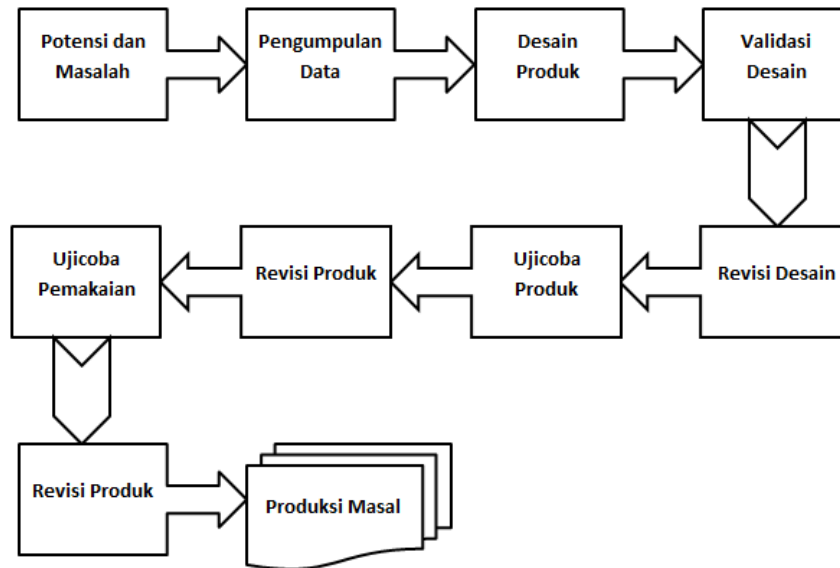 Potensi dan
Masalah
Pengumpulan
Data
Desain
Produk
Validasi
Desain
Revisi Desain
Ujicoba
Produk
Revisi Produk
Ujicoba
Pemakaian
Revisi Produk
Produksi Masal